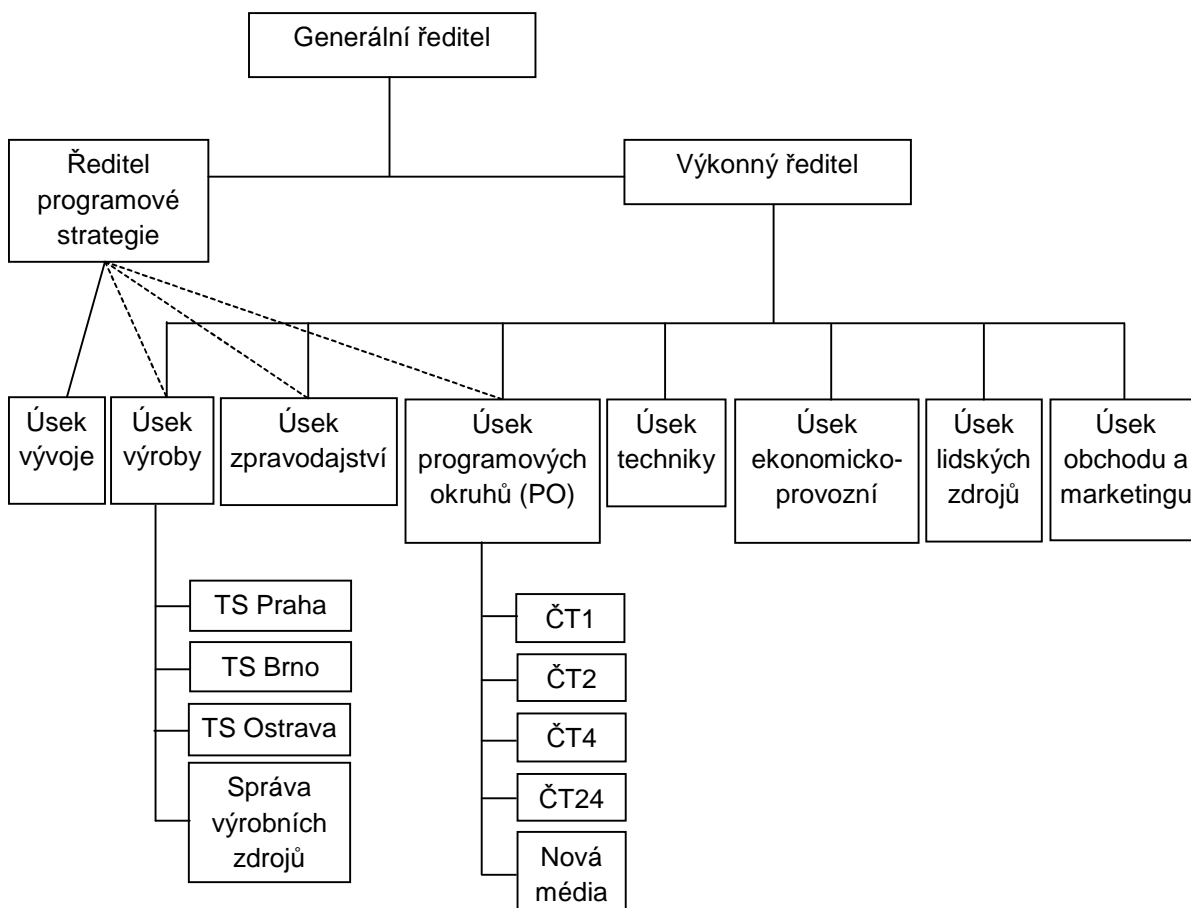 Generální ředitel
Ředitel
programové
strategie
Výkonný ředitel
Úsek
vývoje
Úsek
výroby
Úsek
zpravodajství
Úsek
programových
okruhů (PO)
Úsek
techniky
Úsek
ekonomicko-
provozní
Úsek
lidských
zdrojů
Úsek
obchodu a
marketingu
TS Praha
TS Brno
TS Ostrava
Správa
výrobních
zdrojů
ČT1
ČT2
ČT4
ČT24
Nová
média